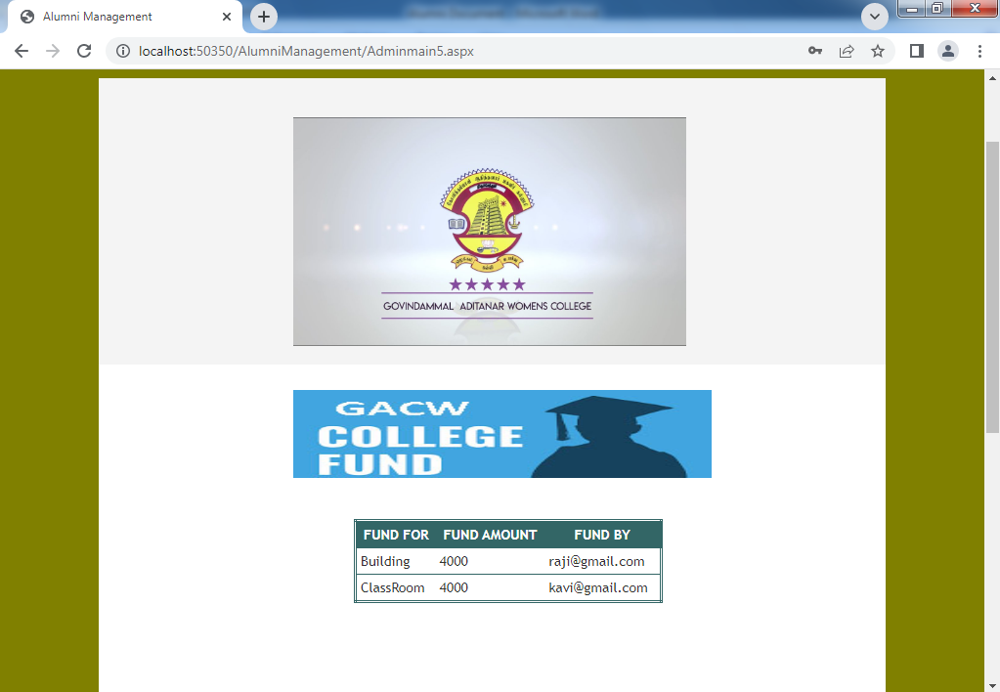 Alumni Management
localhost:50350/AlumniManagement/Adminmain5.aspx
GOVINDAMMAL ADITANAR WOMENS COLLEGE
GACW
COLLEGE
FUND
FUND FOR FUND AMOUNT FUND BY
Building 4000 raji@gmail.com
ClassRoom 4000 kavi@gmail.com